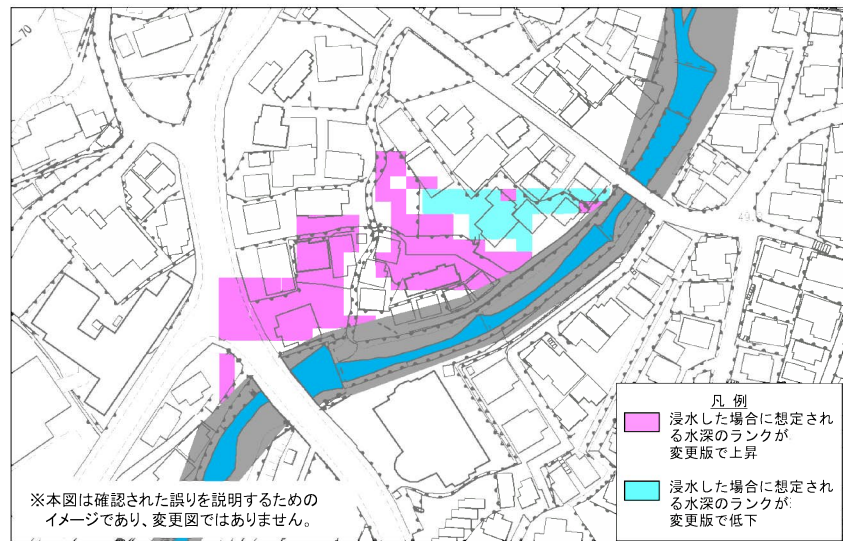 70
凡 例
浸水した場合に想定され
る水深のランクが
変更版で上昇
浸水した場合に想定され
る水深のランクが
変更版で低下
※本図は確認された誤りを説明するための
イメージであり、変更図ではありません。